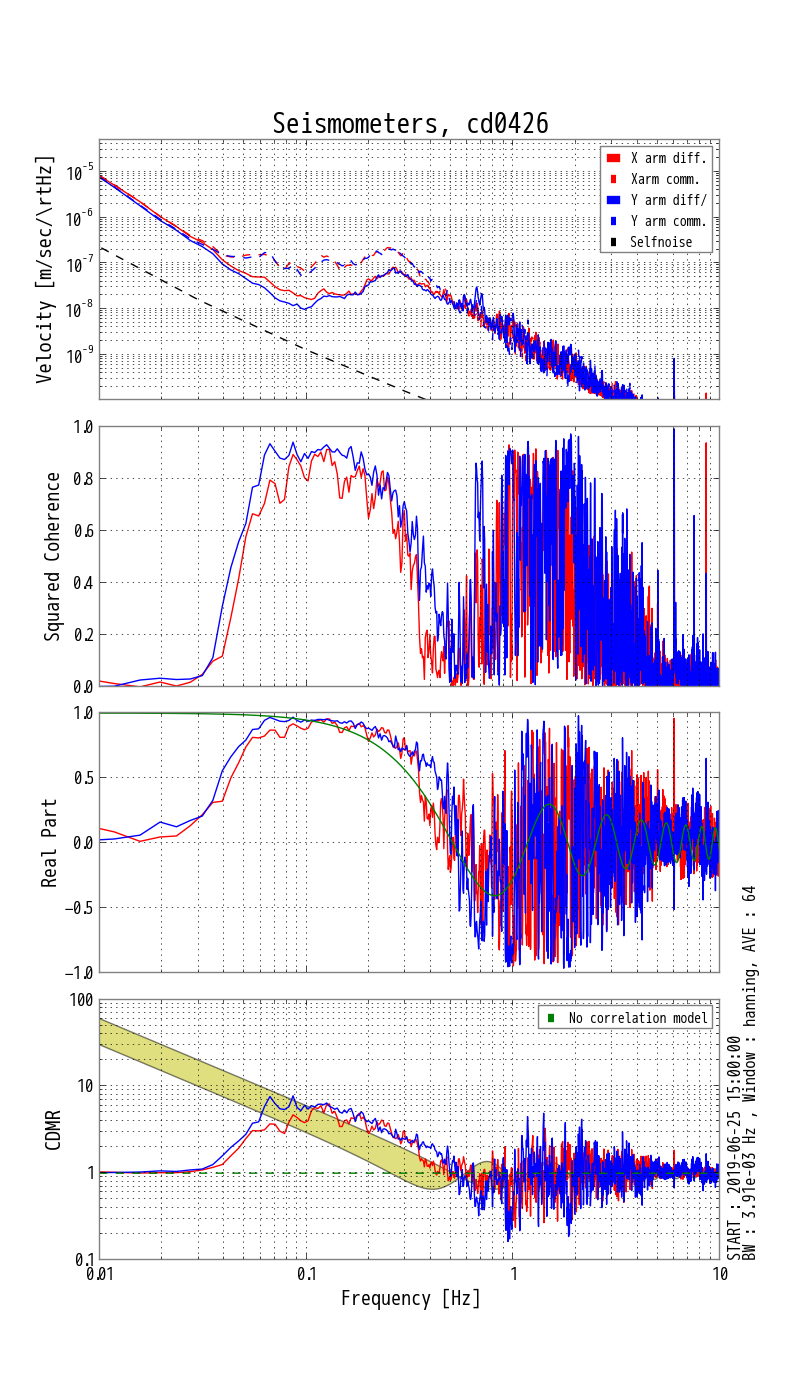 Seismometers, cd0426
Velocity [m/sec/\rtHz]
10^-5
10^-6
10^-7
10^-8
10^-9
X arm diff.
Xarm comm.
Y arm diff/
Y arm comm.
Selfnoise
Squared Coherence
1.0
0.8
0.6
0.4
0.2
0.0
Real Part
1.0
0.5
0.0
−0.5
−1.0
CDMR
100
10
1
0.1
No correlation model
0.01
0.1
1
10
Frequency [Hz]
START : 2019-06-25 15:00:00
BW : 3.91e-03 Hz , Window : hanning, AVE : 64